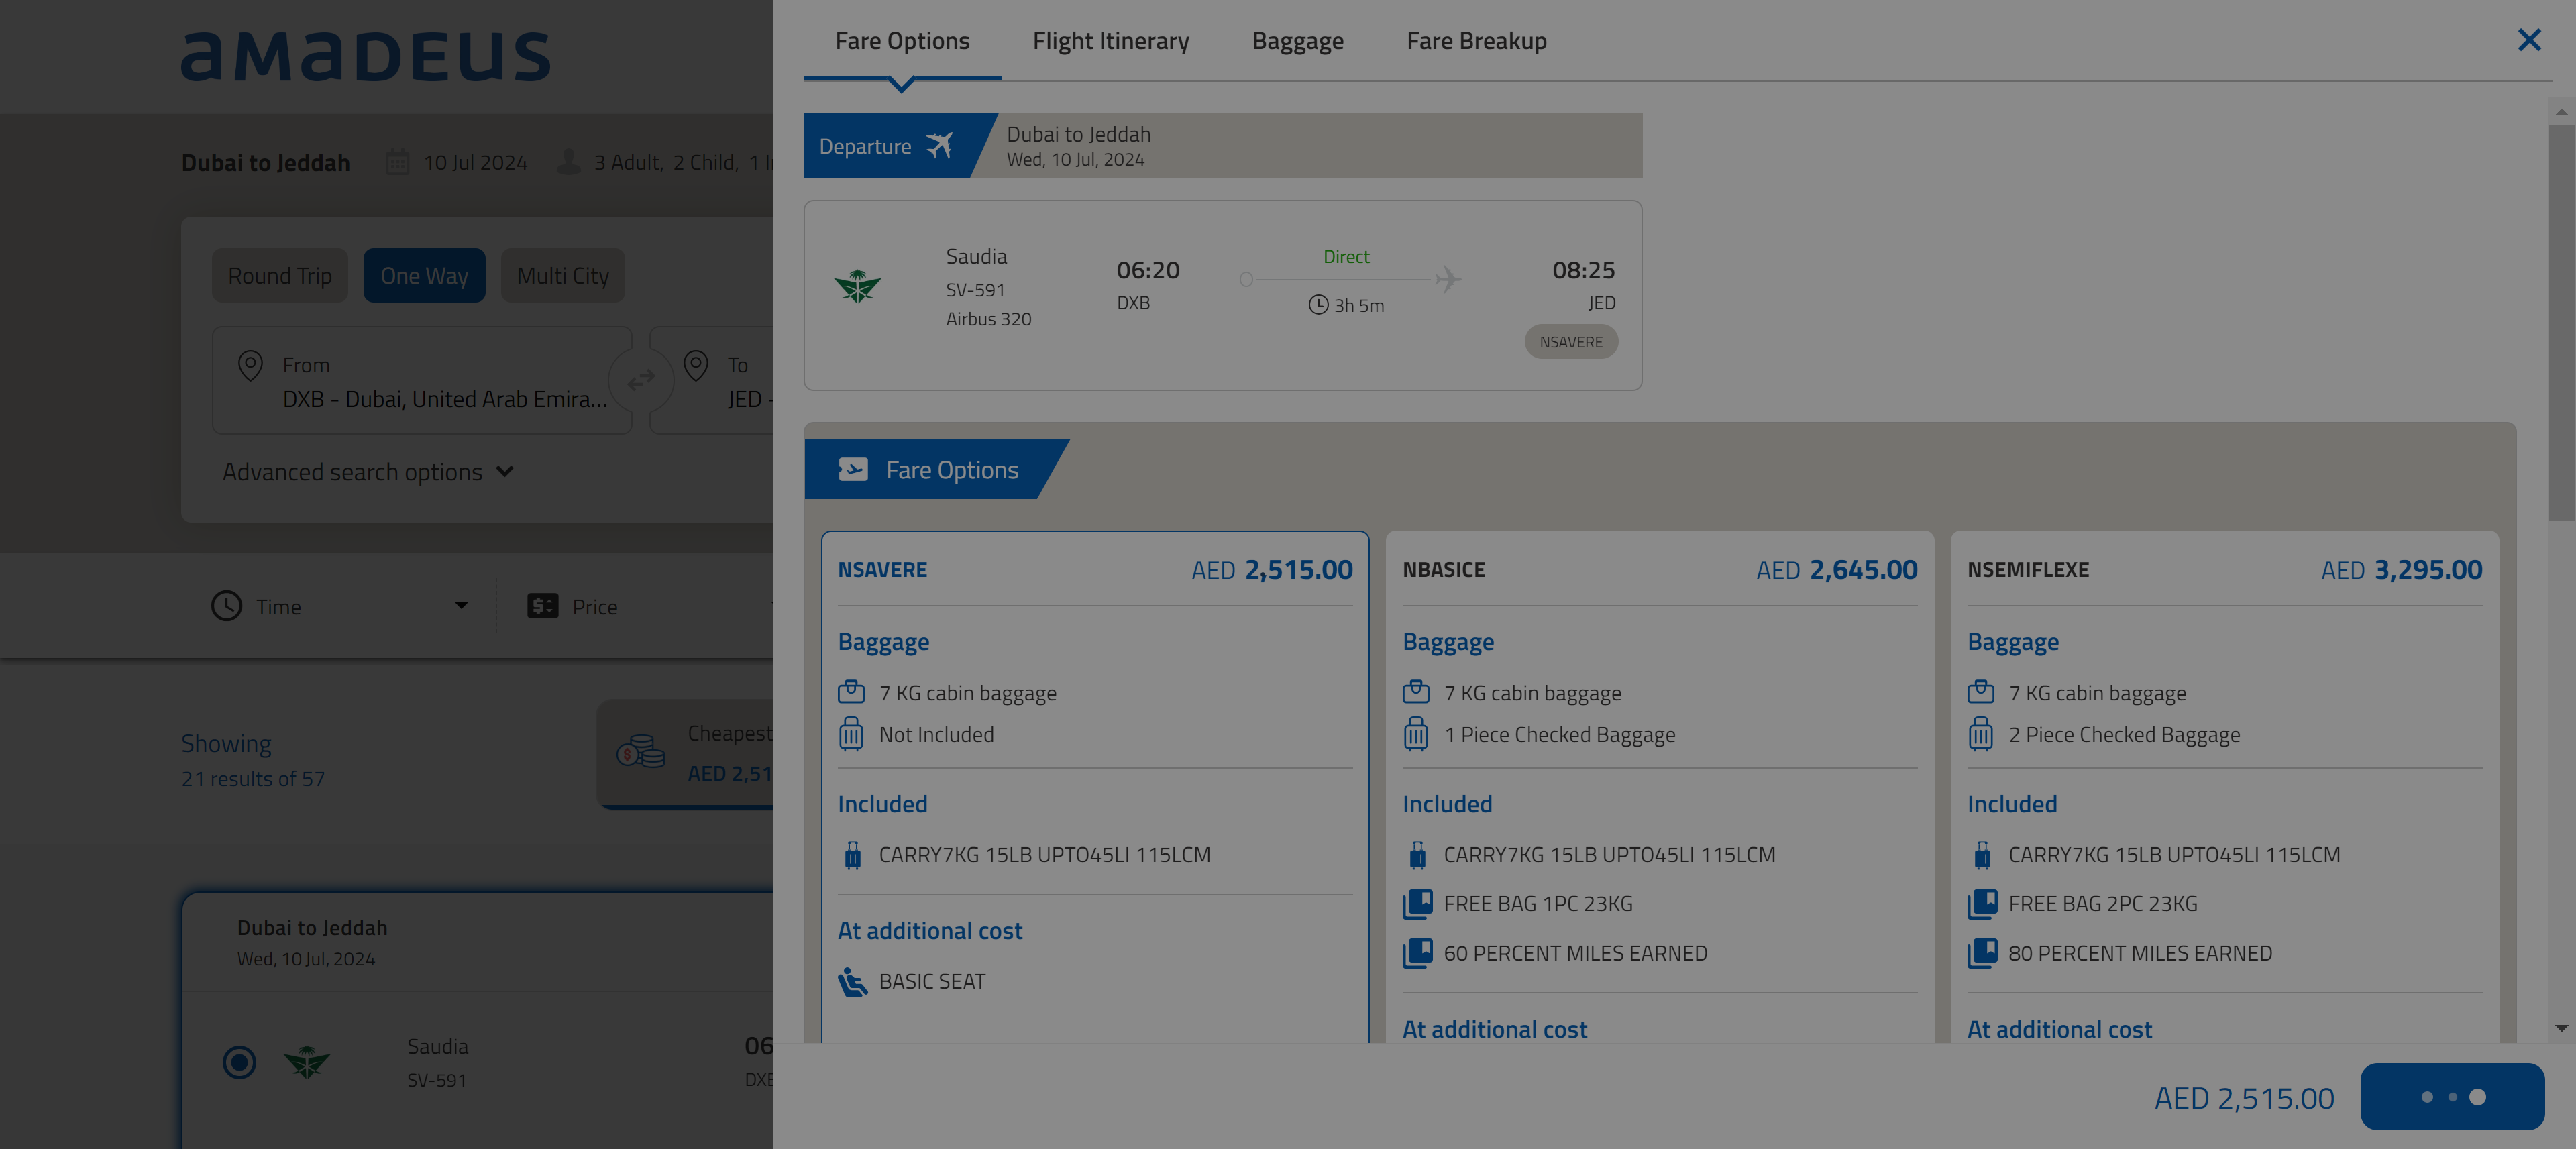 aMaDEUS
Dubai to Jeddah
10 Jul 2024
3 Adult, 2 Child, 1
Round Trip
One Way
Multi City
From
DXB - Dubai, United Arab Emira...
To
JED -
Advanced search options
Time
Price
Showing
21 results of 57
Cheapest
AED 2,51
Dubai to Jeddah
Wed, 10 Jul, 2024
Saudia
SV-591
06
DXB
Fare Options
Flight Itinerary
Baggage
Fare Breakup
Departure
Dubai to Jeddah
Wed, 10 Jul, 2024
Saudia
SV-591
Airbus 320
06:20
DXB
Direct
3h 5m
08:25
JED
NSAVERE
Fare Options
NSAVERE AED 2,515.00
Baggage
7 KG cabin baggage
Not Included
Included
CARRY7KG 15LB UPTO45LI 115LCM
At additional cost
BASIC SEAT
NBASICE AED 2,645.00
Baggage
7 KG cabin baggage
1 Piece Checked Baggage
Included
CARRY7KG 15LB UPTO45LI 115LCM
FREE BAG 1PC 23KG
60 PERCENT MILES EARNED
At additional cost
NSEMIFLEXE AED 3,295.00
Baggage
7 KG cabin baggage
2 Piece Checked Baggage
Included
CARRY7KG 15LB UPTO45LI 115LCM
FREE BAG 2PC 23KG
80 PERCENT MILES EARNED
At additional cost
AED 2,515.00